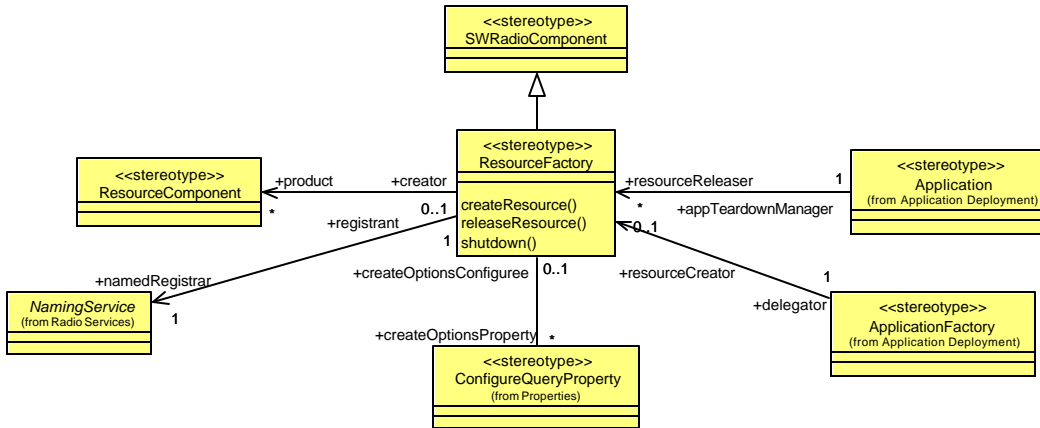 <<stereotype>>
SWRadioComponent
<<stereotype>>
ResourceFactory
createResource()
releaseResource()
shutdown()
<<stereotype>>
ResourceComponent
+product
+creator
*
0..1
+registrant
1
+namedRegistrar
1
NamingService
(from Radio Services)
+createOptionsConfiguree
0..1
+createOptionsProperty
*
<<stereotype>>
ConfigureQueryProperty
(from Properties)
+resourceReleaser
1
*
+appTeardownManager
<<stereotype>>
Application
(from Application Deployment)
0..1
+resourceCreator
1
+delegator
<<stereotype>>
ApplicationFactory
(from Application Deployment)